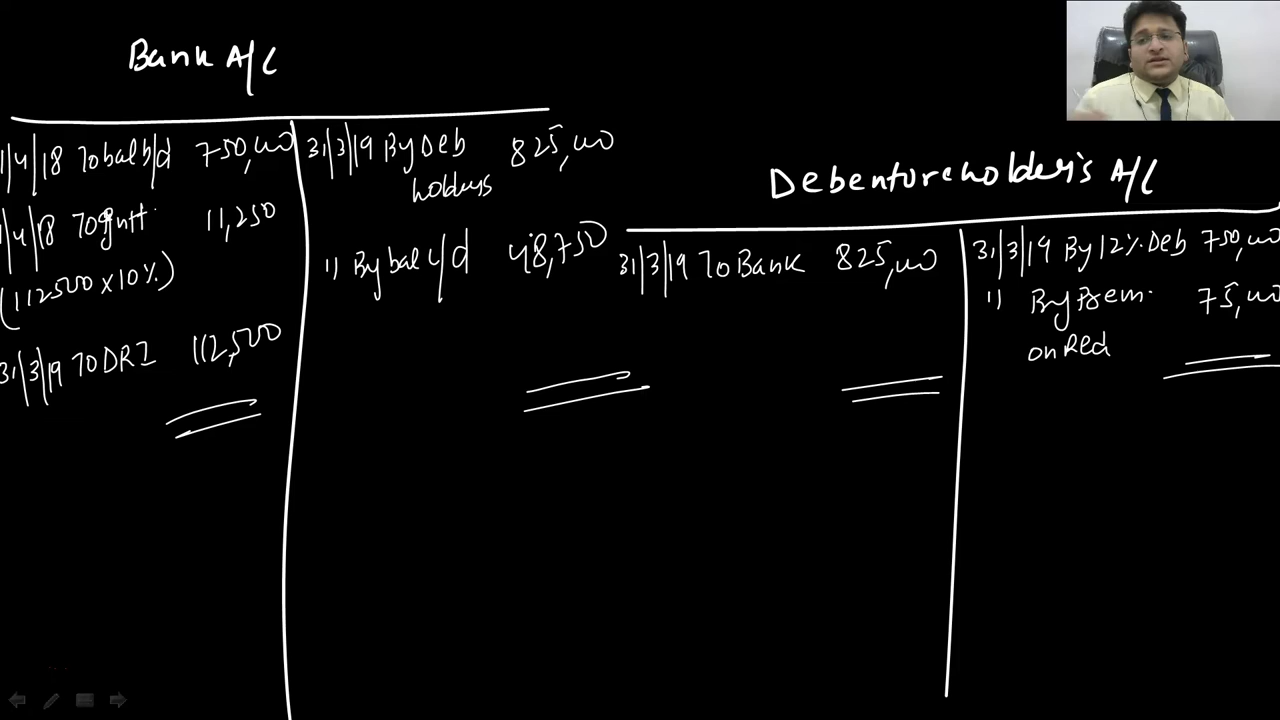 Bank A/C
1/4/18 To bal b/d 750,000
1/4/18 To Intt. 11,250
(112500 x 10%)
31/3/19 TO DRI 112,500
31/3/19 By Deb 825,000
holders
11 By bal c/d 48,750
Debentureholder's A/C
31/3/19 To Bank 825,000
31/3/19 By 12% Deb 750,000
11 By Prem. 75,000
on Red